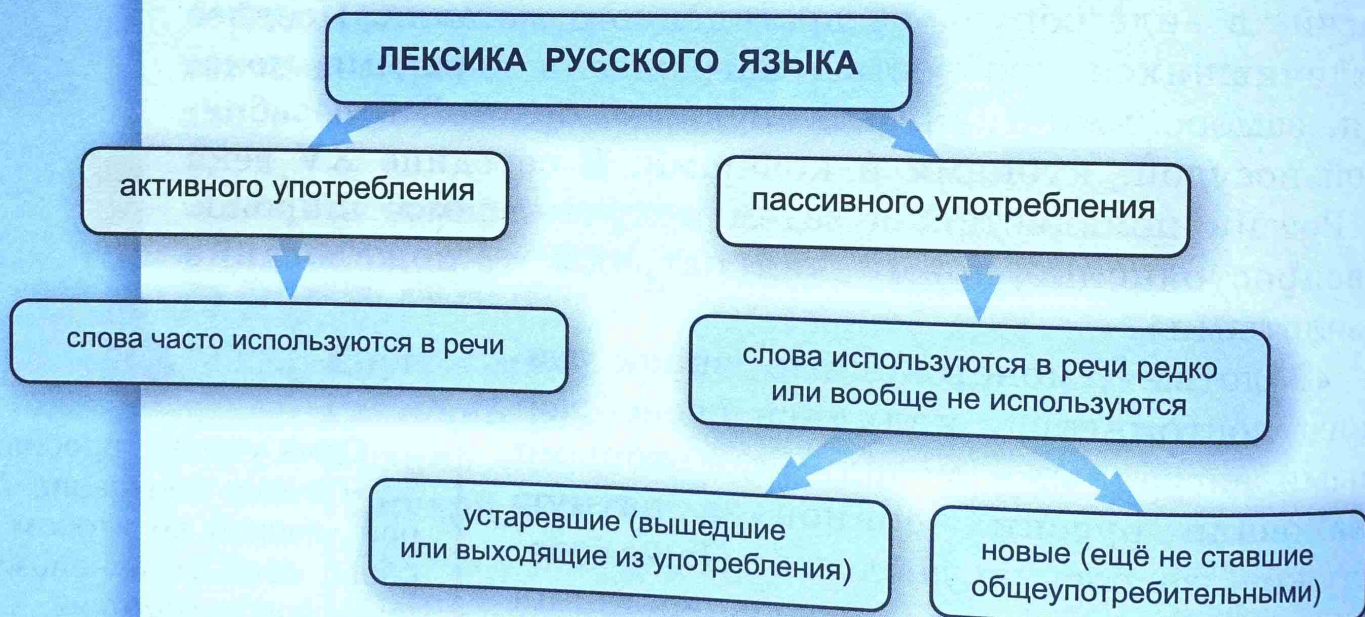 ЛЕКСИКА РУССКОГО ЯЗЫКА
активного употребления
пассивного употребления
слова часто используются в речи
слова используются в речи редко
или вообще не используются
устаревшие (вышедшие
или выходящие из употребления)
новые (ещё не ставшие
общеупотребительными)